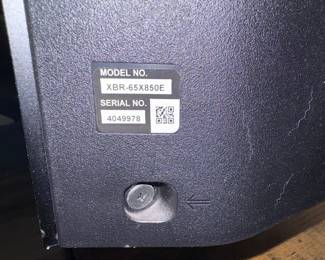 MODEL NO.
XBR-65X850E
SERIAL NO.
4049978